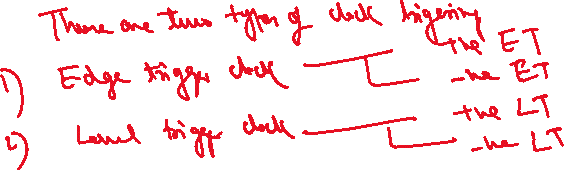 There are two types of clock trigering
+ve ET
1) Edge trigger clock
-ve ET
+ve LT
2) Level trigger clock
-ve LT